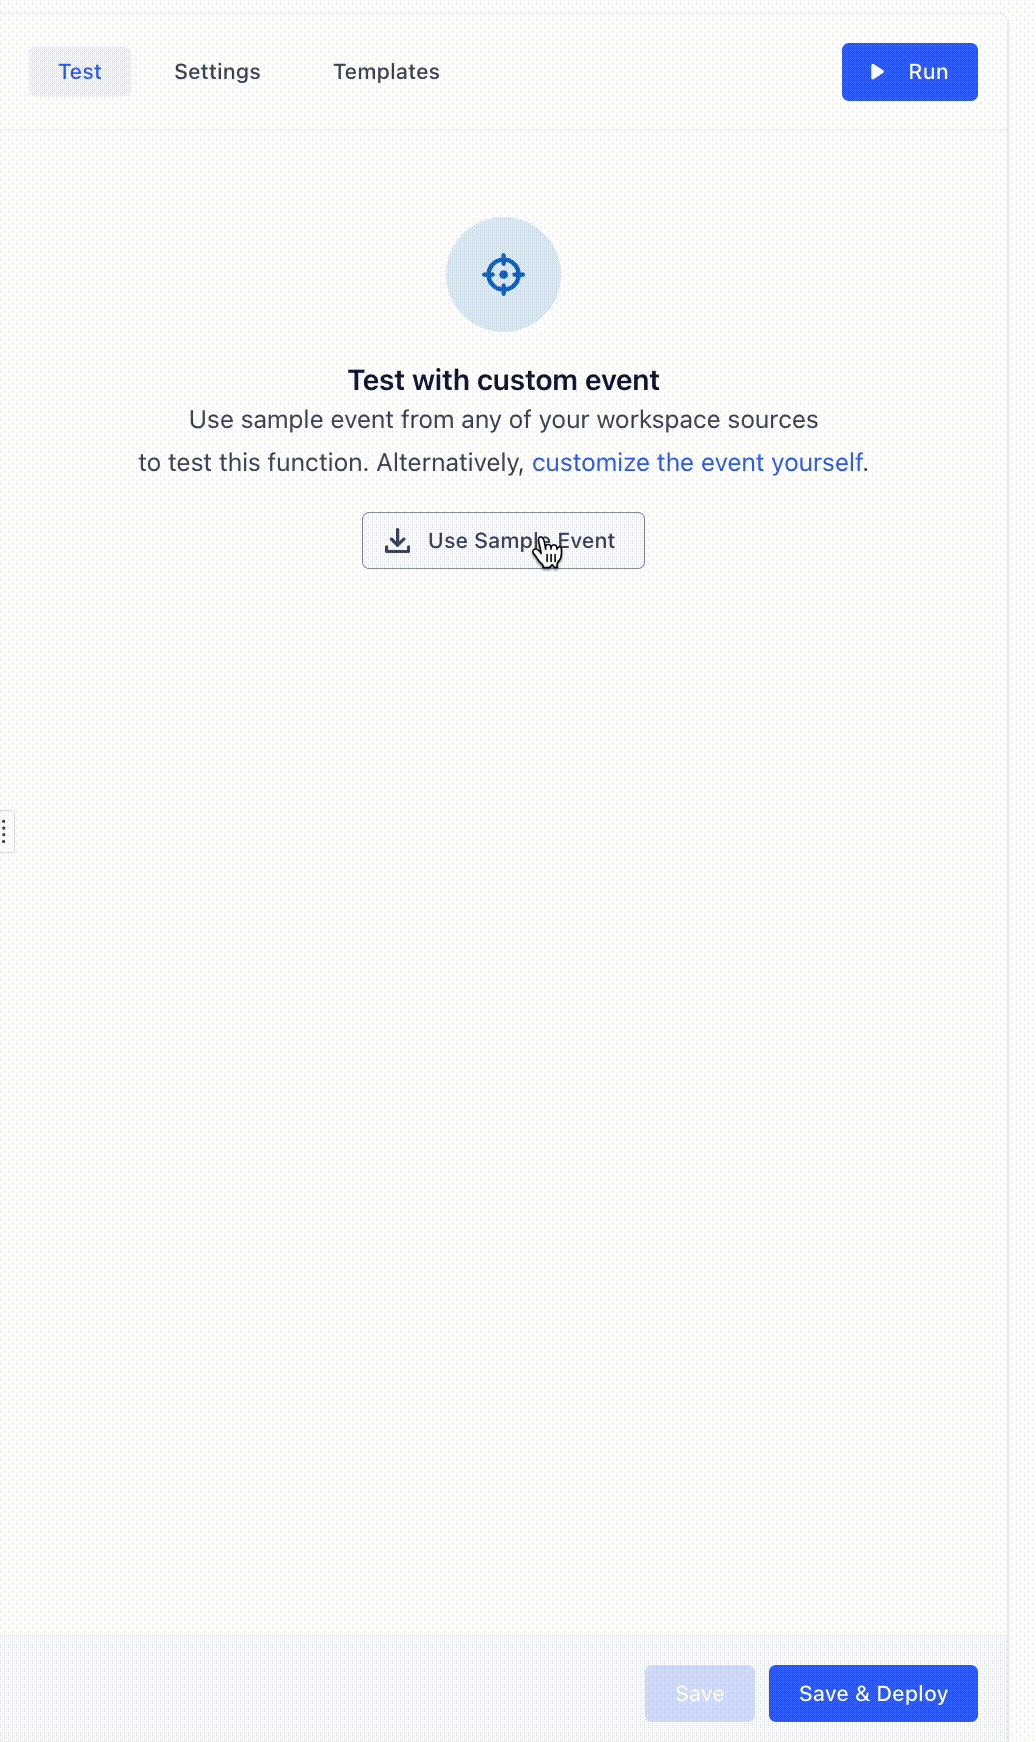 Test
Settings
Templates
Run
Test with custom event
Use sample event from any of your workspace sources
to test this function. Alternatively, customize the event yourself.
Use Sample Event
Save
Save & Deploy